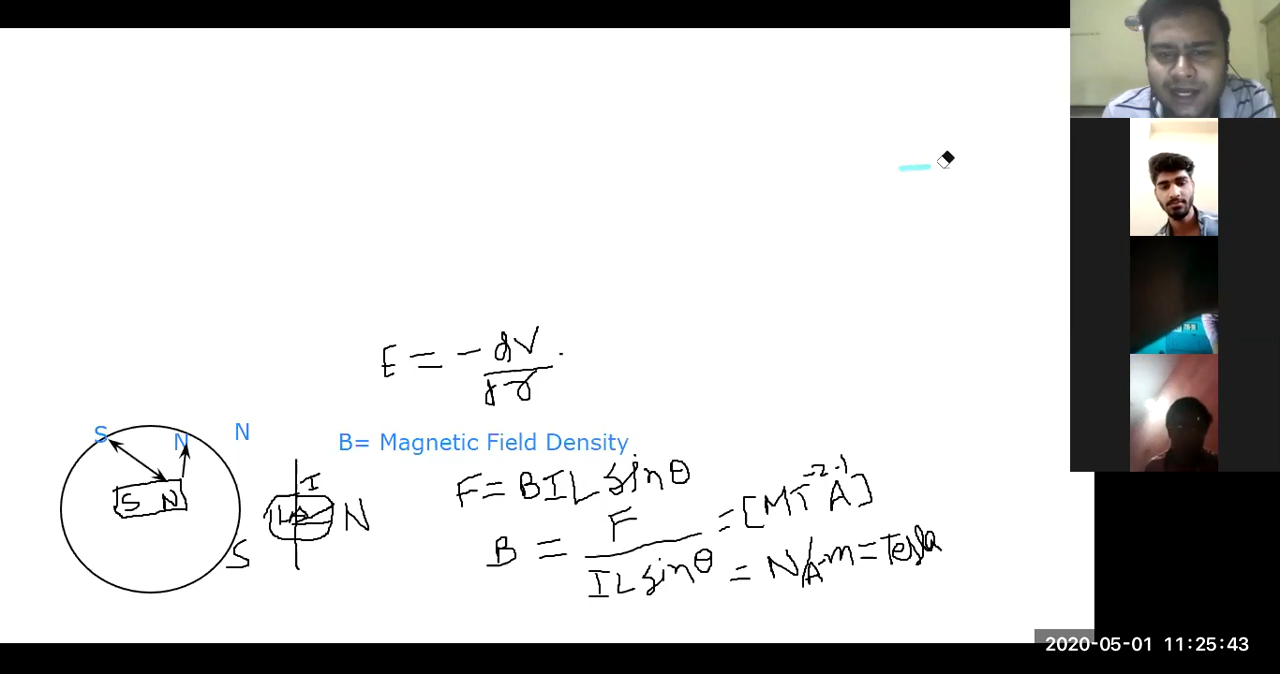 E = - dV
dr
S N N
B= Magnetic Field Density
S N I
N
S
F = BIL sinθ
B = F = [MT⁻²A⁻¹]
IL sinθ = N/A-m = Tesla
2020-05-01 11:25:43